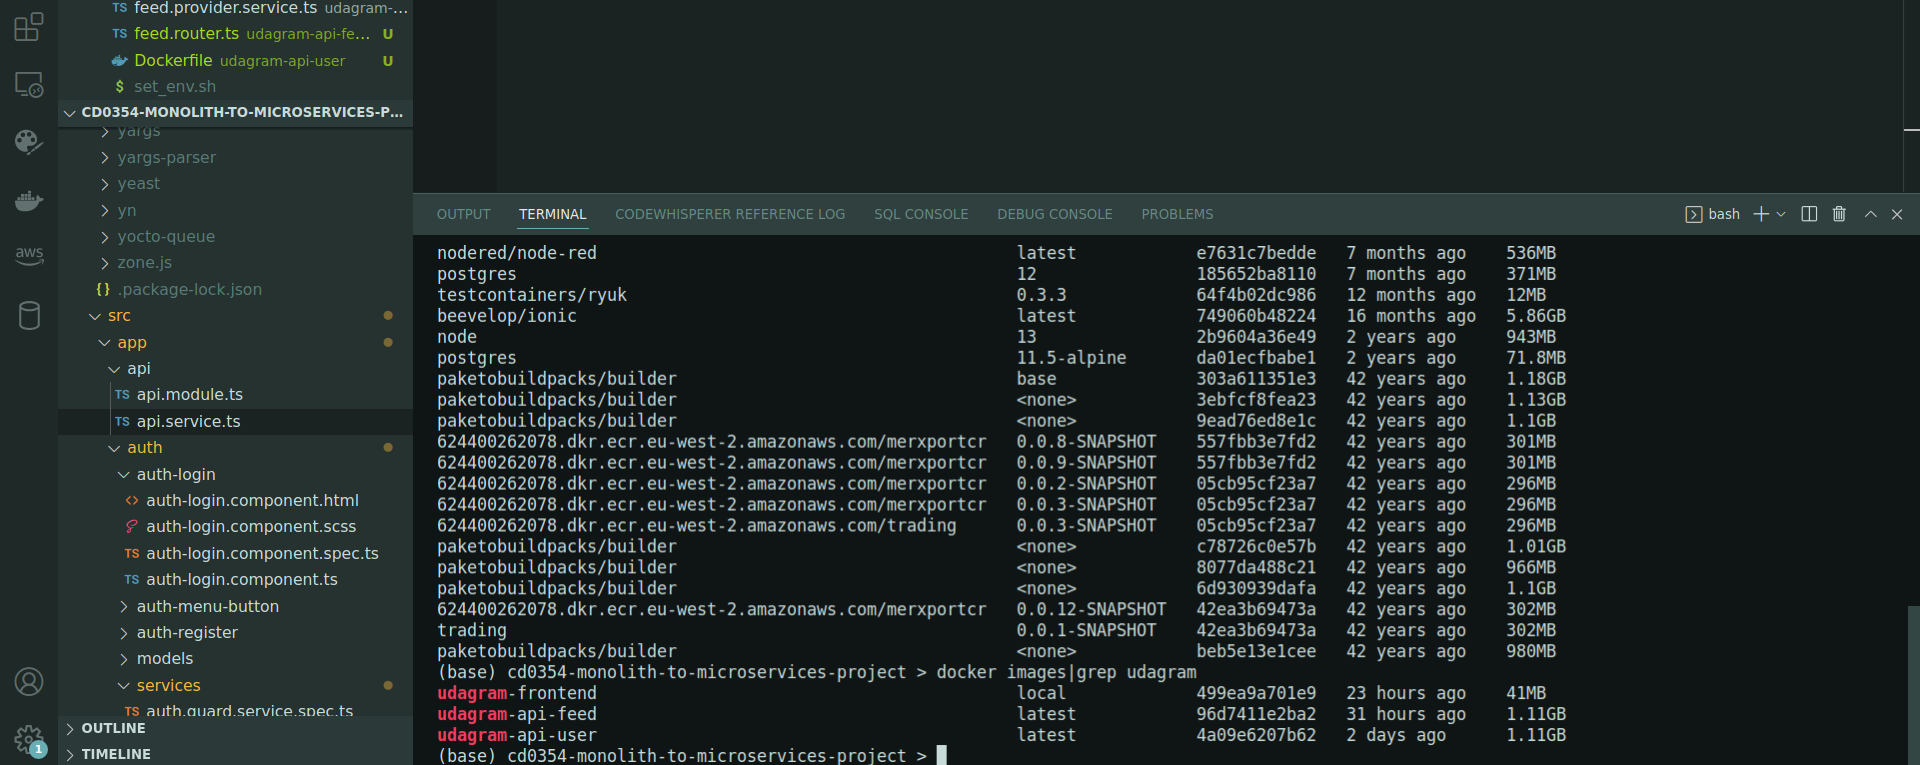 TS feed.provider.service.ts udagram-...
TS feed.router.ts udagram-api-fe... U
Dockerfile udagram-api-user U
$ set_env.sh
CD0354-MONOLITH-TO-MICROSERVICES-P...
yargs
yargs-parser
yeast
yn
yocto-queue
zone.js
{} .package-lock.json
src
app
api
TS api.module.ts
TS api.service.ts
auth
auth-login
<> auth-login.component.html
auth-login.component.scss
TS auth-login.component.spec.ts
TS auth-login.component.ts
auth-menu-button
auth-register
models
services
TS auth.guard.service.spec.ts
OUTLINE
TIMELINE
aws
1
OUTPUT TERMINAL CODEWHISPERER REFERENCE LOG SQL CONSOLE DEBUG CONSOLE PROBLEMS
bash
nodered/node-red latest e7631c7bedde 7 months ago 536MB
postgres 12 185652ba8110 7 months ago 371MB
testcontainers/ryuk 0.3.3 64f4b02dc986 12 months ago 12MB
beevelop/ionic latest 749060b48224 16 months ago 5.86GB
node 13 2b9604a36e49 2 years ago 943MB
postgres 11.5-alpine da01ecfbabe1 2 years ago 71.8MB
paketobuildpacks/builder base 303a611351e3 42 years ago 1.18GB
paketobuildpacks/builder <none> 3ebfcf8fea23 42 years ago 1.13GB
paketobuildpacks/builder <none> 9ead76ed8e1c 42 years ago 1.1GB
624400262078.dkr.ecr.eu-west-2.amazonaws.com/merxportcr 0.0.8-SNAPSHOT 557fbb3e7fd2 42 years ago 301MB
624400262078.dkr.ecr.eu-west-2.amazonaws.com/merxportcr 0.0.9-SNAPSHOT 557fbb3e7fd2 42 years ago 301MB
624400262078.dkr.ecr.eu-west-2.amazonaws.com/merxportcr 0.0.2-SNAPSHOT 05cb95cf23a7 42 years ago 296MB
624400262078.dkr.ecr.eu-west-2.amazonaws.com/merxportcr 0.0.3-SNAPSHOT 05cb95cf23a7 42 years ago 296MB
624400262078.dkr.ecr.eu-west-2.amazonaws.com/trading 0.0.3-SNAPSHOT 05cb95cf23a7 42 years ago 296MB
paketobuildpacks/builder <none> c78726c0e57b 42 years ago 1.01GB
paketobuildpacks/builder <none> 8077da488c21 42 years ago 966MB
paketobuildpacks/builder <none> 6d930939dafa 42 years ago 1.1GB
624400262078.dkr.ecr.eu-west-2.amazonaws.com/merxportcr 0.0.12-SNAPSHOT 42ea3b69473a 42 years ago 302MB
trading 0.0.1-SNAPSHOT 42ea3b69473a 42 years ago 302MB
paketobuildpacks/builder <none> beb5e13e1cee 42 years ago 980MB
(base) cd0354-monolith-to-microservices-project > docker images|grep udagram
udagram-frontend local 499ea9a701e9 23 hours ago 41MB
udagram-api-feed latest 96d7411e2ba2 31 hours ago 1.11GB
udagram-api-user latest 4a09e6207b62 2 days ago 1.11GB
(base) cd0354-monolith-to-microservices-project >